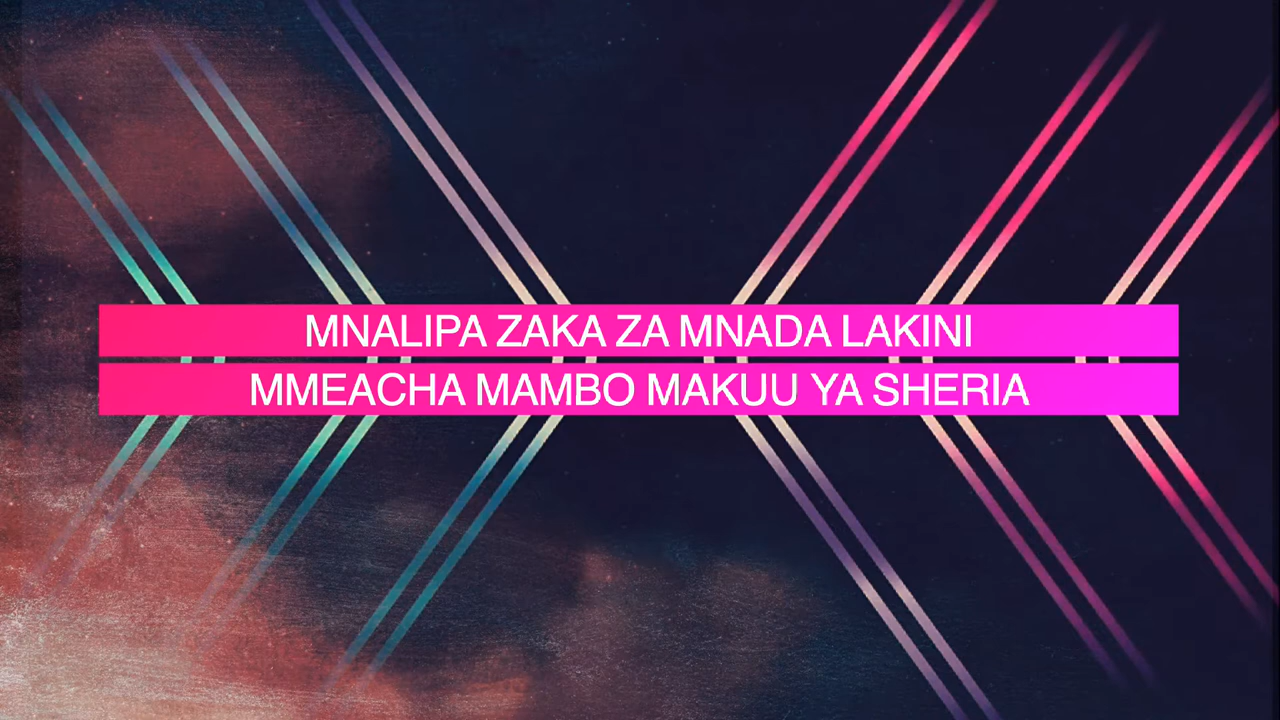 MNALIPA ZAKA ZA MNADA LAKINI
MMEACHA MAMBO MAKUU YA SHERIA